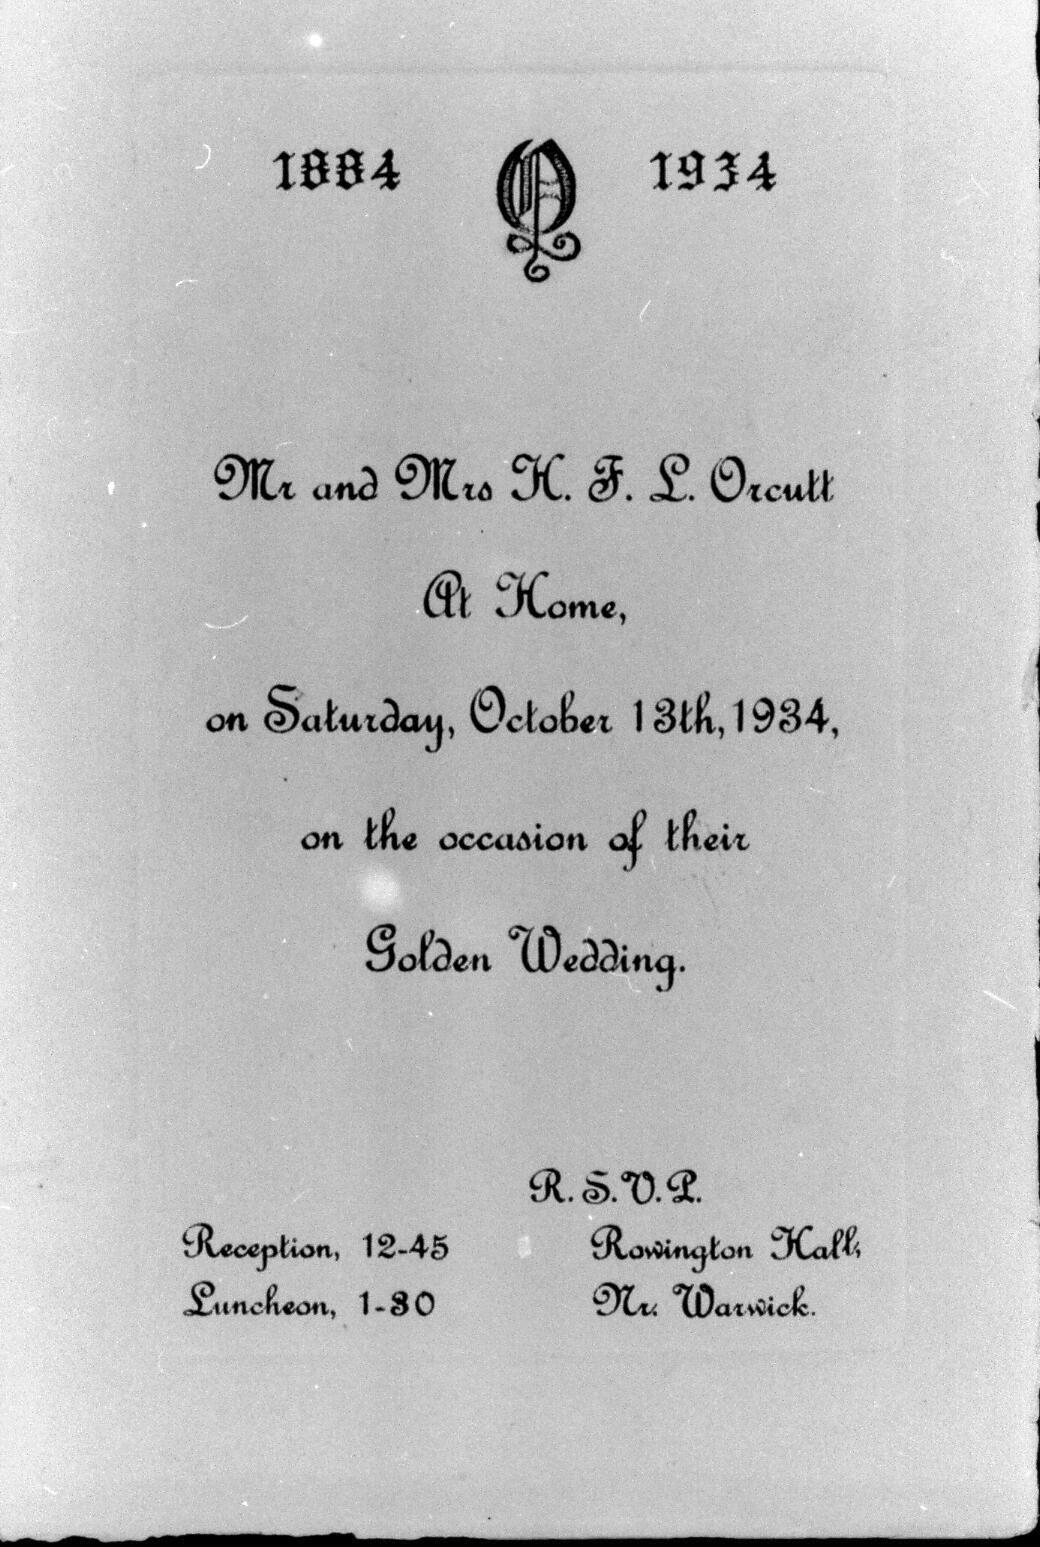 1884 O 1934
Mr and Mrs H. F. L. Orcutt
At Home,
on Saturday, October 13th, 1934,
on the occasion of their
Golden Wedding.
R. S. V. P.
Reception, 12-45 Rowington Hall,
Luncheon, 1-30 Nr. Warwick.